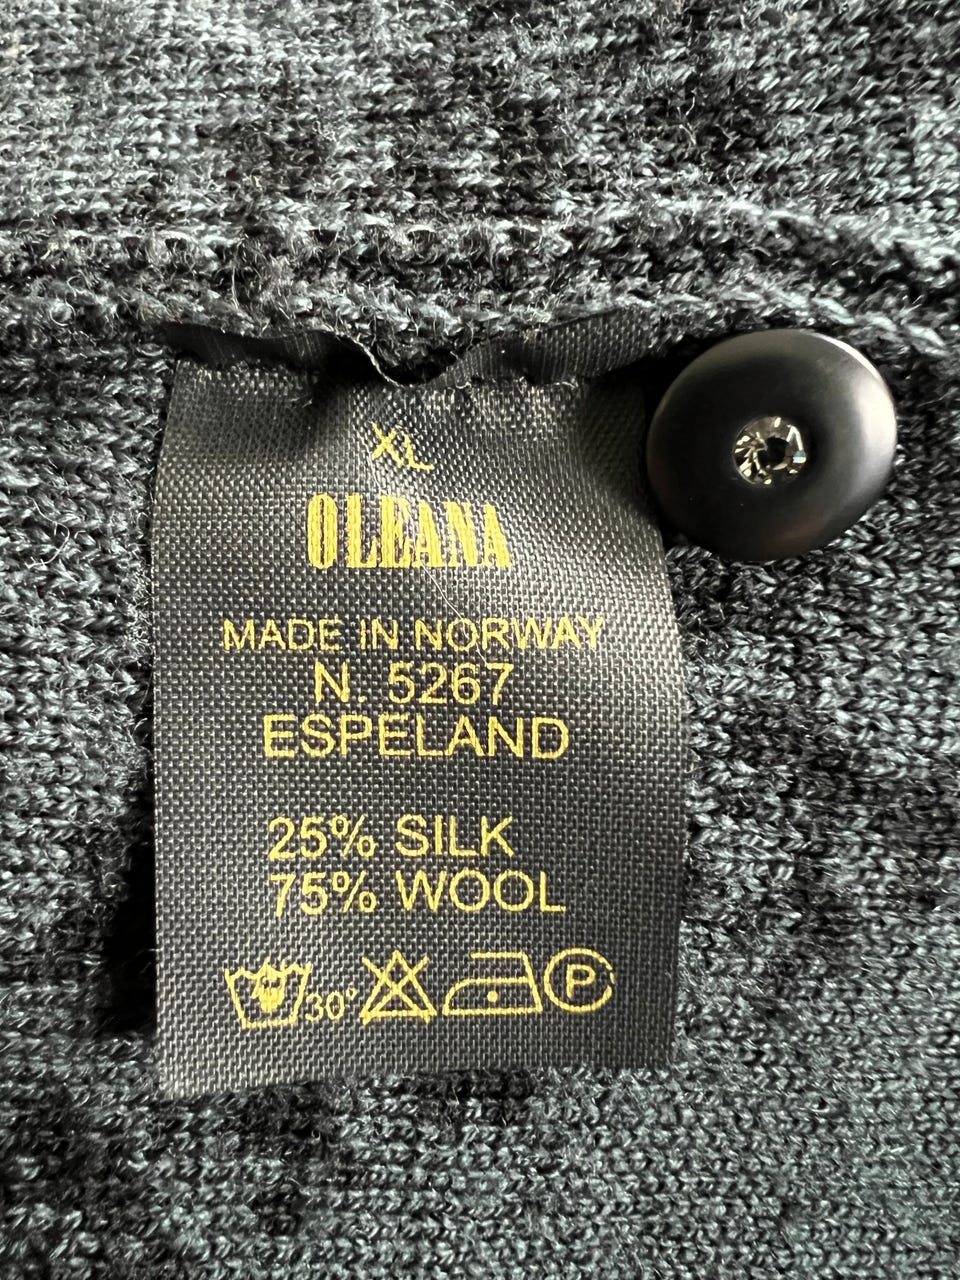 XL
OLEANA
MADE IN NORWAY
N. 5267
ESPELAND
25% SILK
75% WOOL
30° P